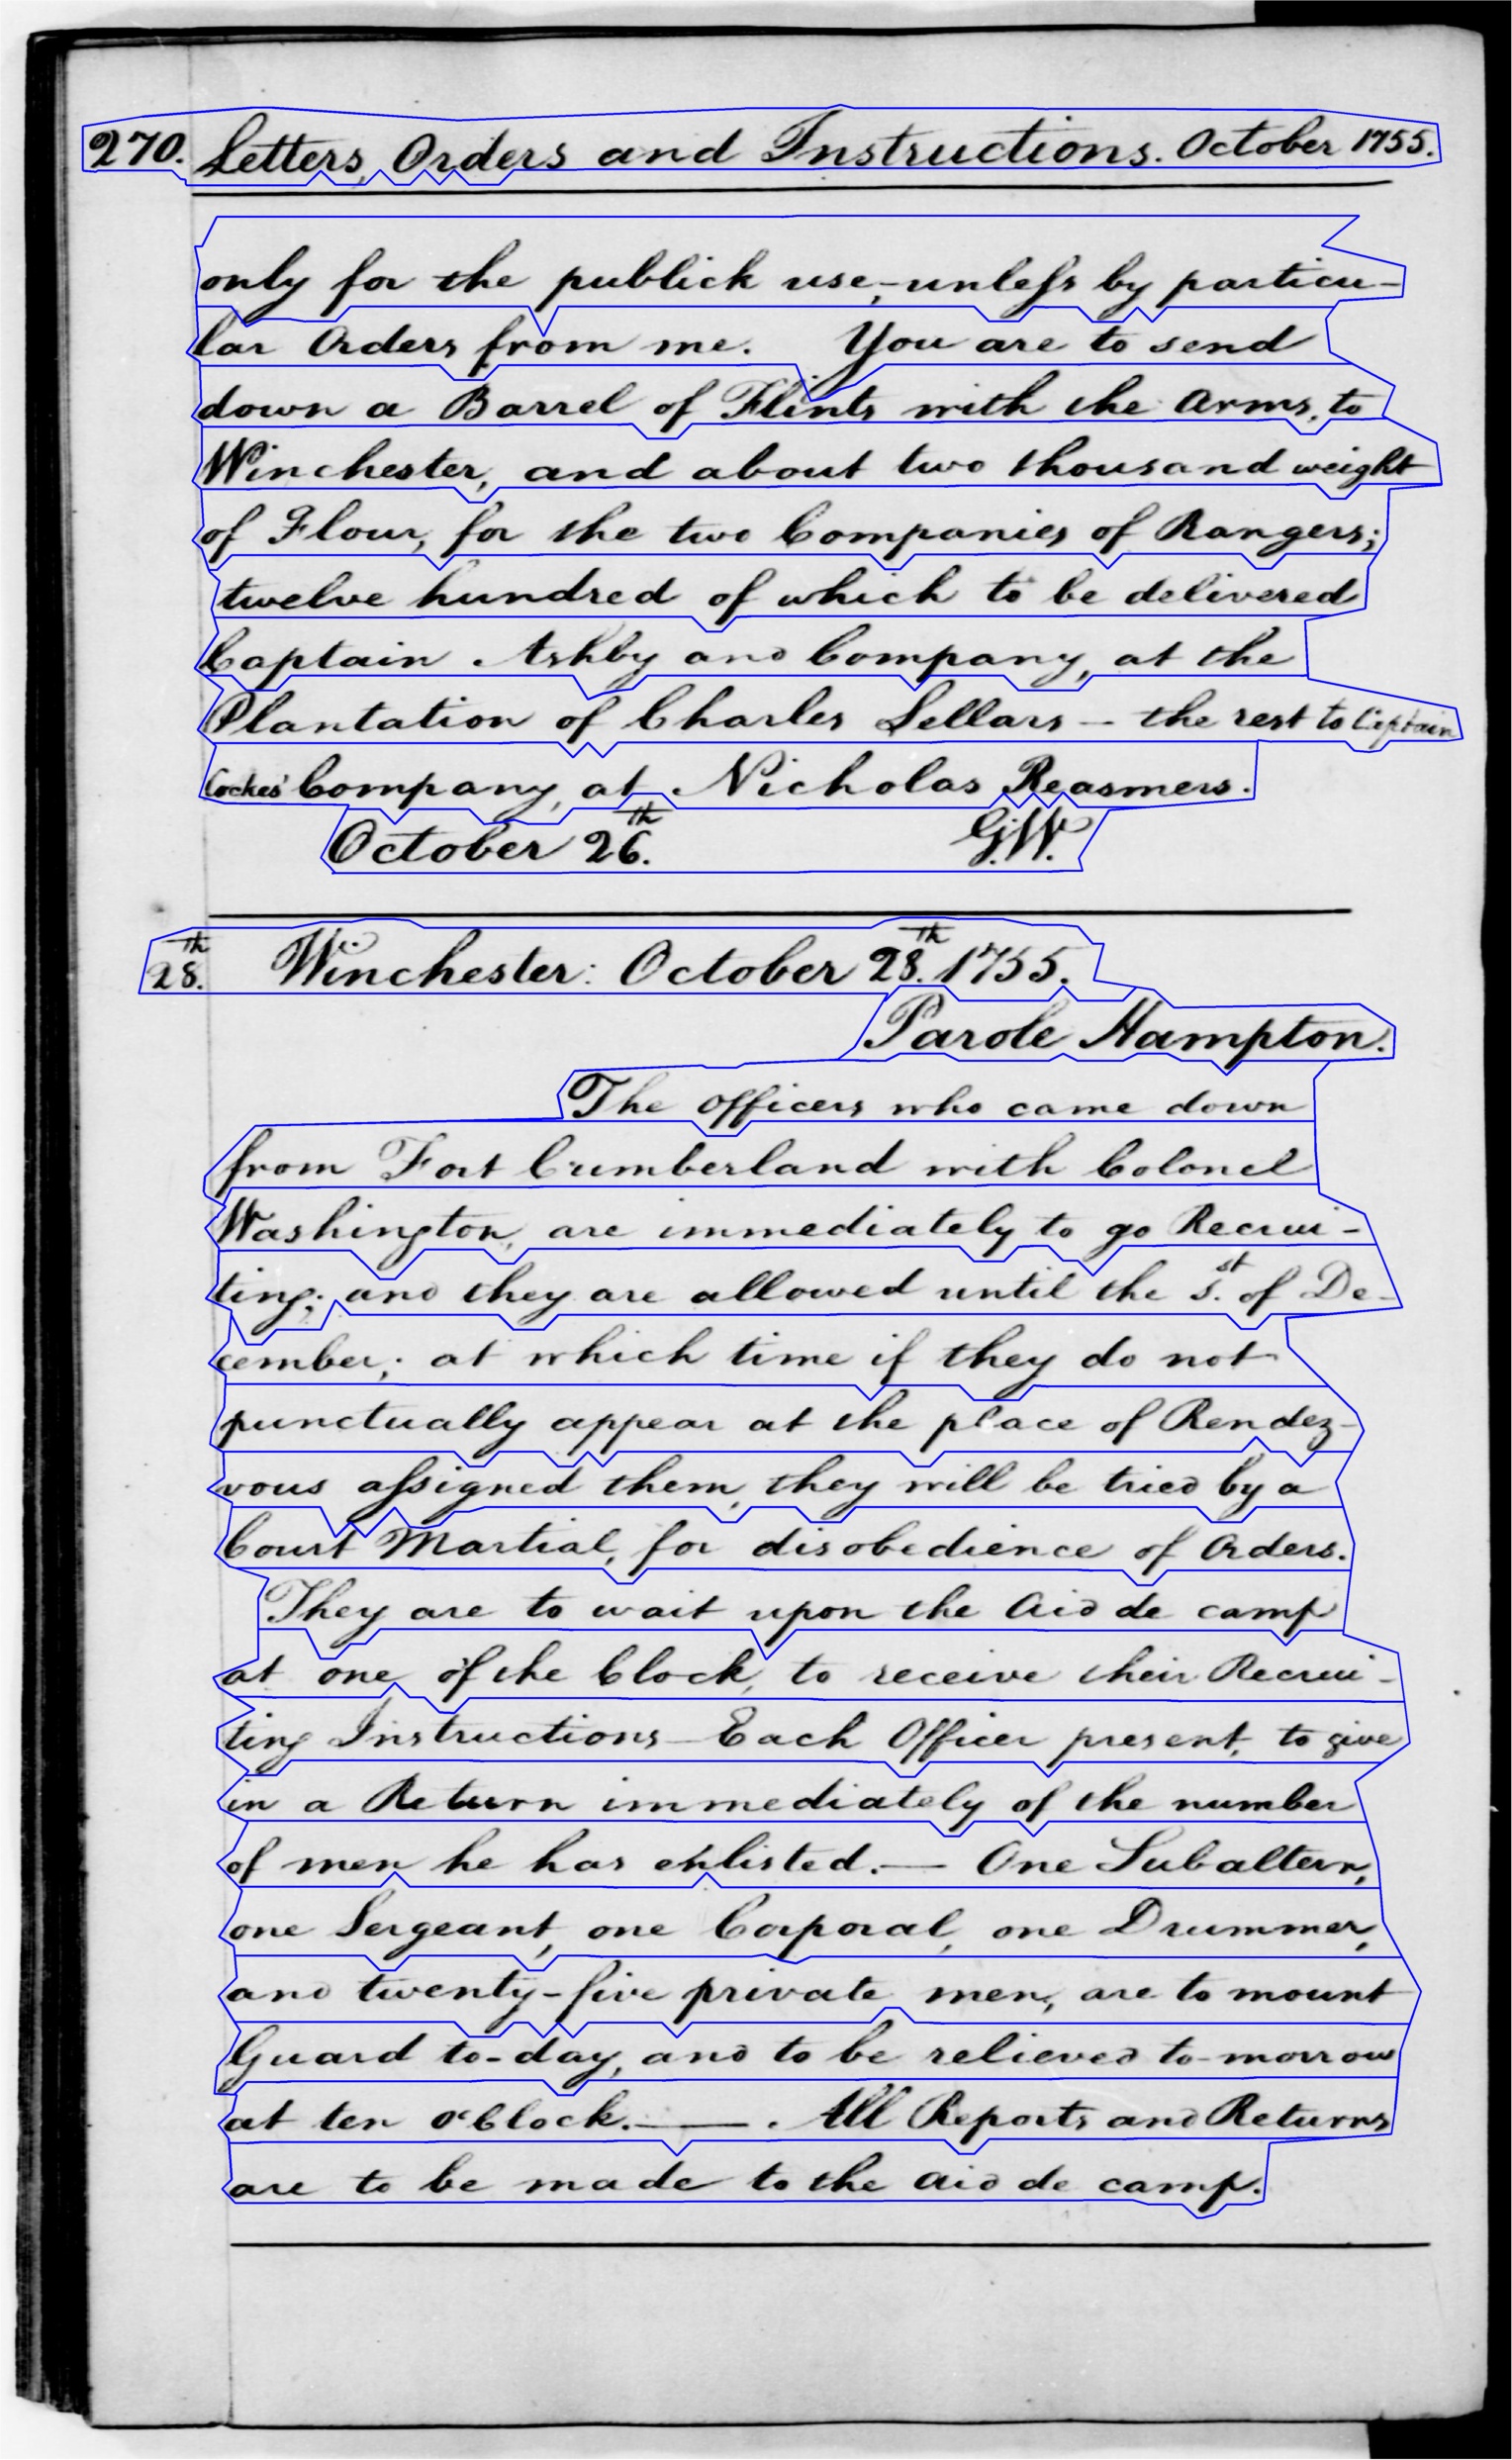 270. Letters, Orders and Instructions. October 1755.
only for the publick use,-unless by particu-
lar Orders from me. You are to send
down a Barrel of Flints with the Arms, to
Winchester, and about two thousand weight
of Flour, for the two Companies of Rangers;
twelve hundred of which to be delivered
Captain Ashby and Company, at the
Plantation of Charles Sellars - the rest to Captain
Cockes' Company, at Nicholas Reasmers.
October 26.th G.W.
28.th Winchester: October 28.th 1755.
Parole Hampton.
The Officers who came down
from Fort Cumberland with Colonel
Washington, are immediately to go Recrui-
ting; and they are allowed until the 1.st of De-
cember; at which time if they do not
punctually appear at the place of Rendez-
vous assigned them, they will be tried by a
Court Martial, for disobedience of Orders.
They are to wait upon the Aid de camp
at one of the Clock, to receive their Recrui-
ting Instructions - Each Officer present, to give
in a Return immediately of the number
of men he has enlisted. — One Subaltern,
one Sergeant, one Corporal, one Drummer,
and twenty-five private men, are to mount
Guard to-day, and to be relieved to-morrow
at ten o'Clock. — . All Reports and Returns
are to be made to the Aid de camp.